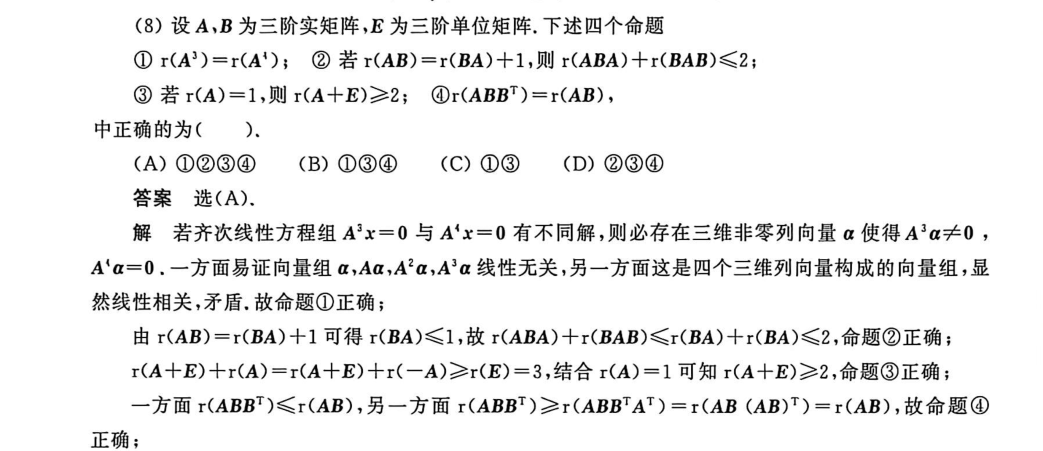 (8) 设 A、B 为三阶实矩阵,E 为三阶单位矩阵.下述四个命题
① r(A³)=r(A⁴); ② 若 r(AB)=r(BA)+1,则 r(ABA)+r(BAB)≤2;
③ 若 r(A)=1,则 r(A+E)≥2; ④r(ABBᵀ)=r(AB),
中正确的为( ).
(A) ①②③④ (B) ①③④ (C) ①③ (D) ②③④
答案 选(A).
解 若齐次线性方程组 A³x=0 与 A⁴x=0 有不同解,则必存在三维非零列向量 α 使得 A³α≠0,
A⁴α=0.一方面易证向量组 α,Aα,A²α,A³α 线性无关,另一方面这是四个三维列向量构成的向量组,显
然线性相关,矛盾.故命题①正确;
由 r(AB)=r(BA)+1 可得 r(BA)≤1,故 r(ABA)+r(BAB)≤r(BA)+r(BA)≤2,命题②正确;
r(A+E)+r(A)=r(A+E)+r(-A)≥r(E)=3,结合 r(A)=1 可知 r(A+E)≥2,命题③正确;
一方面 r(ABBᵀ)≤r(AB),另一方面 r(ABBᵀ)≥r(ABBᵀAᵀ)=r(AB (AB)ᵀ)=r(AB),故命题④
正确;